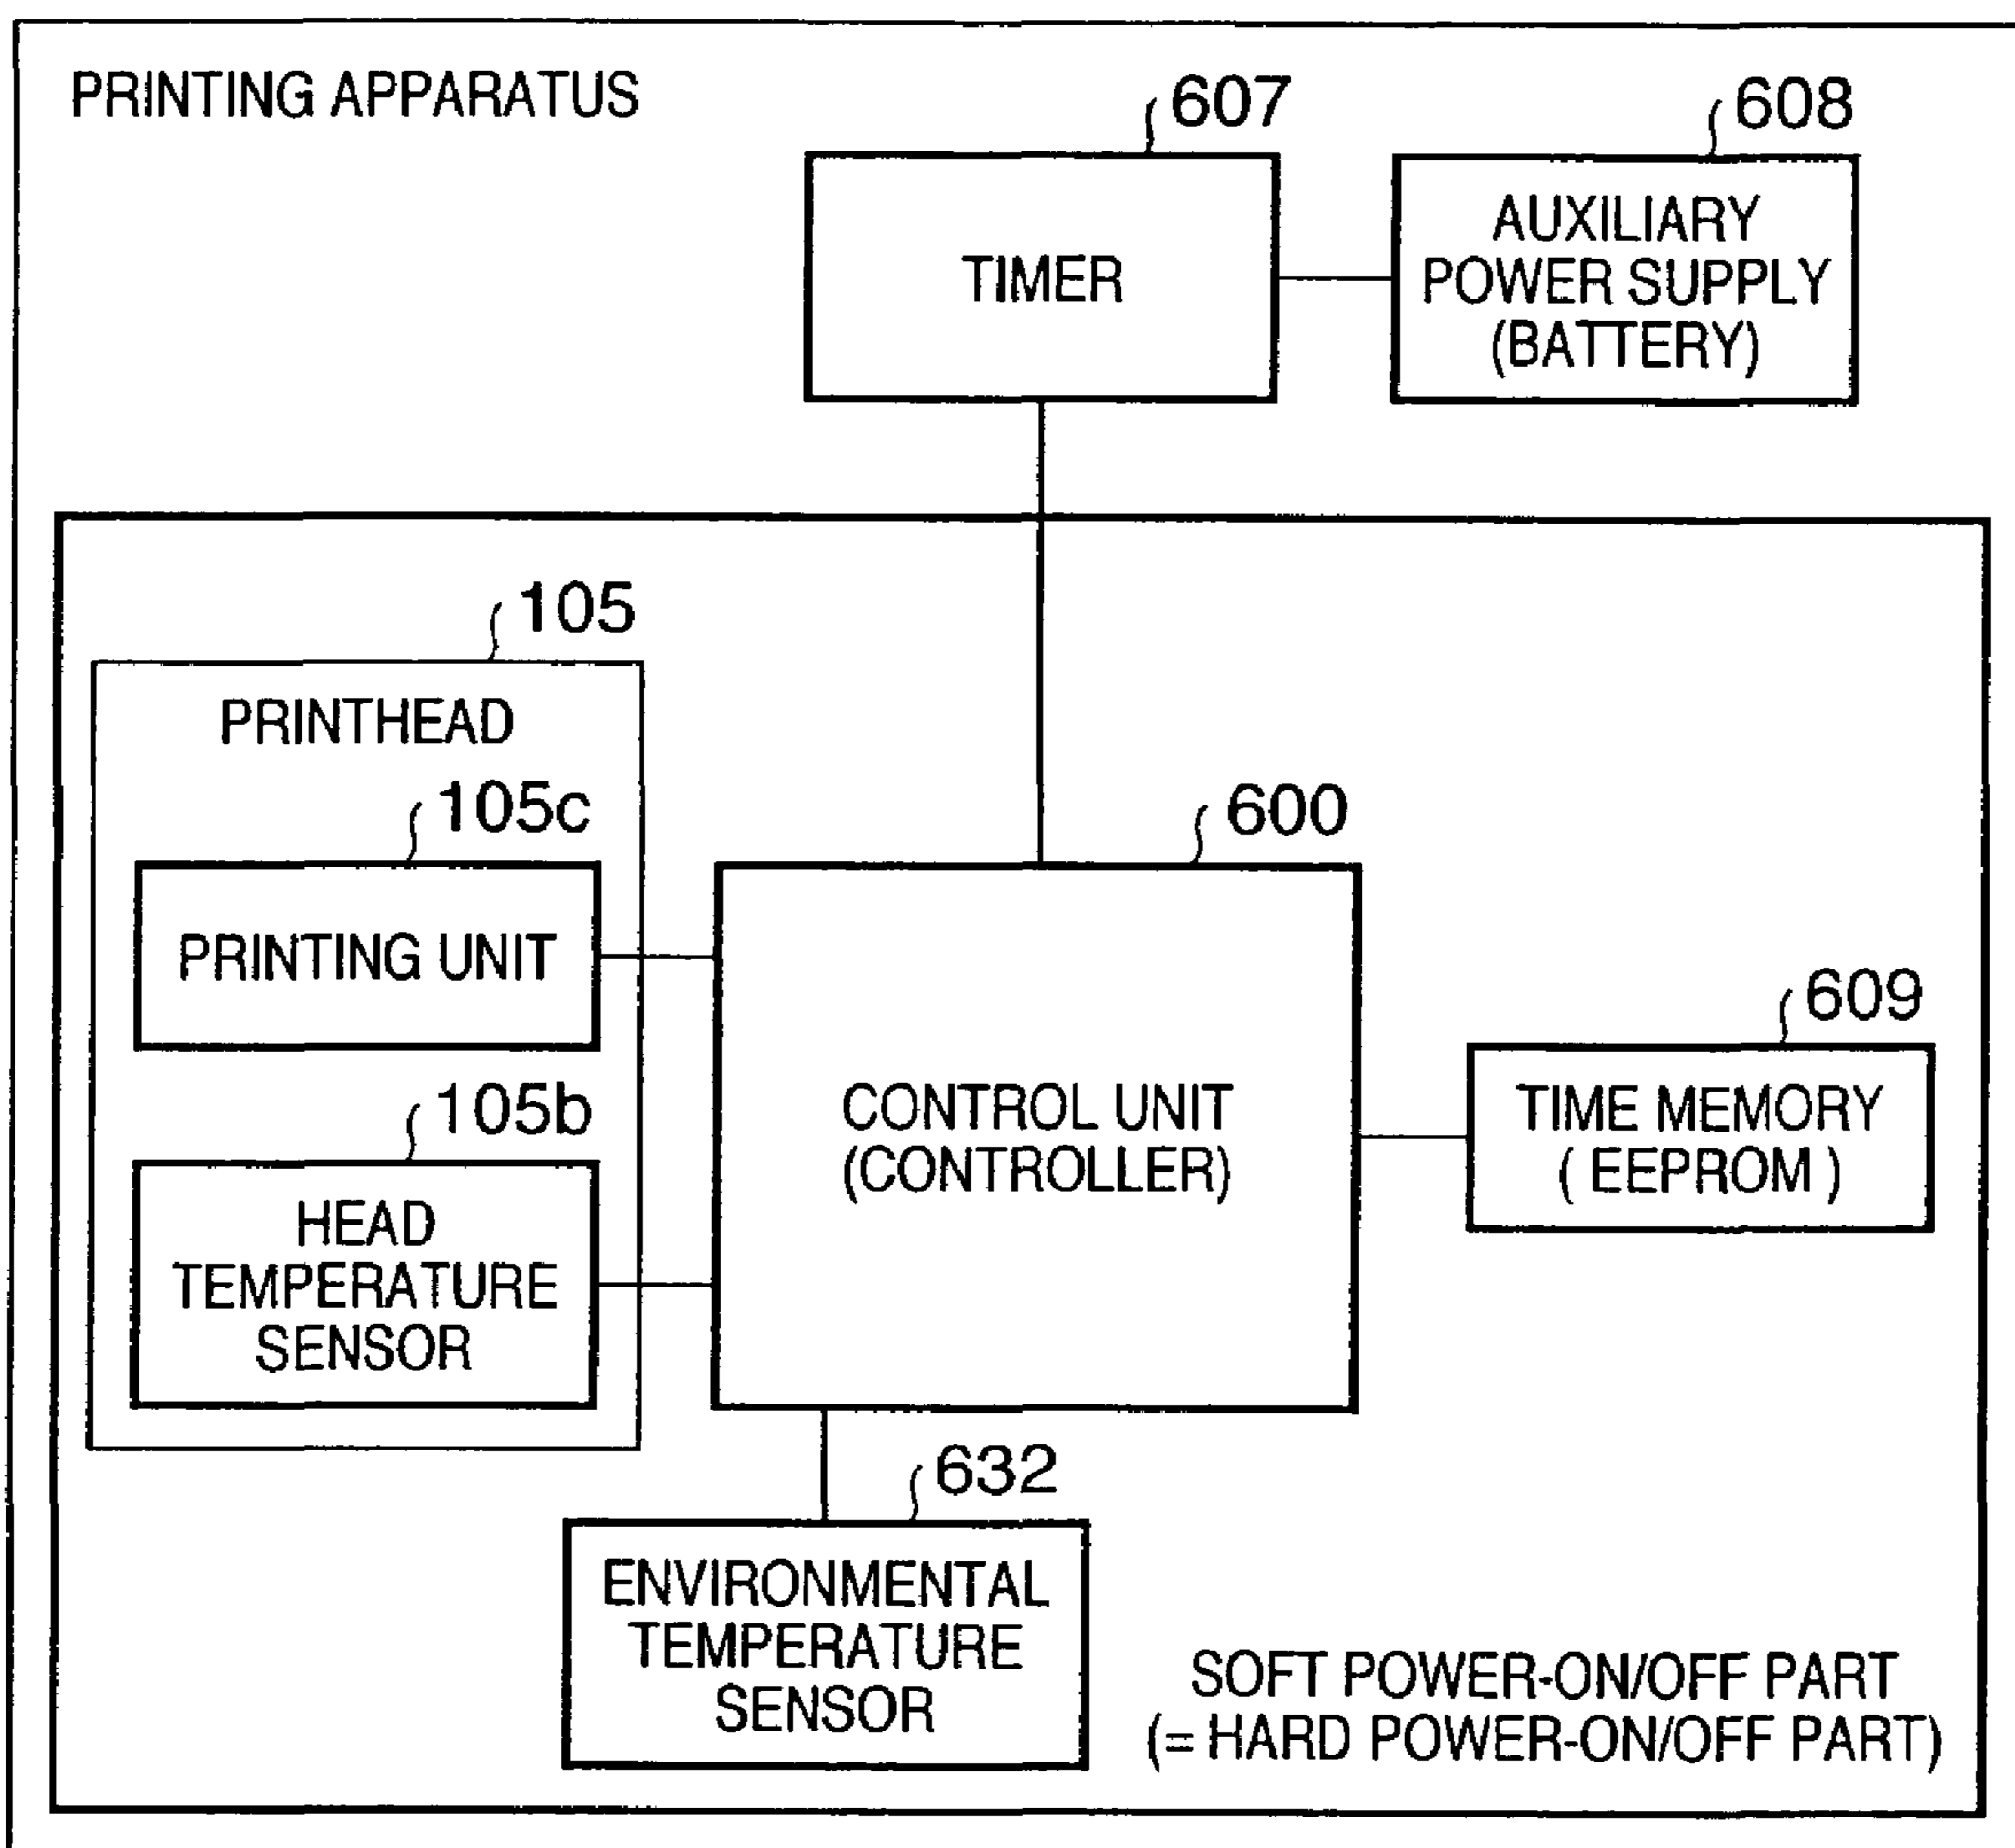 PRINTING APPARATUS
607
608
TIMER
AUXILIARY
POWER SUPPLY
(BATTERY)
105
PRINTHEAD
105c
PRINTING UNIT
105b
HEAD
TEMPERATURE
SENSOR
600
CONTROL UNIT
(CONTROLLER)
609
TIME MEMORY
( EEPROM )
632
ENVIRONMENTAL
TEMPERATURE
SENSOR
SOFT POWER-ON/OFF PART
(= HARD POWER-ON/OFF PART)